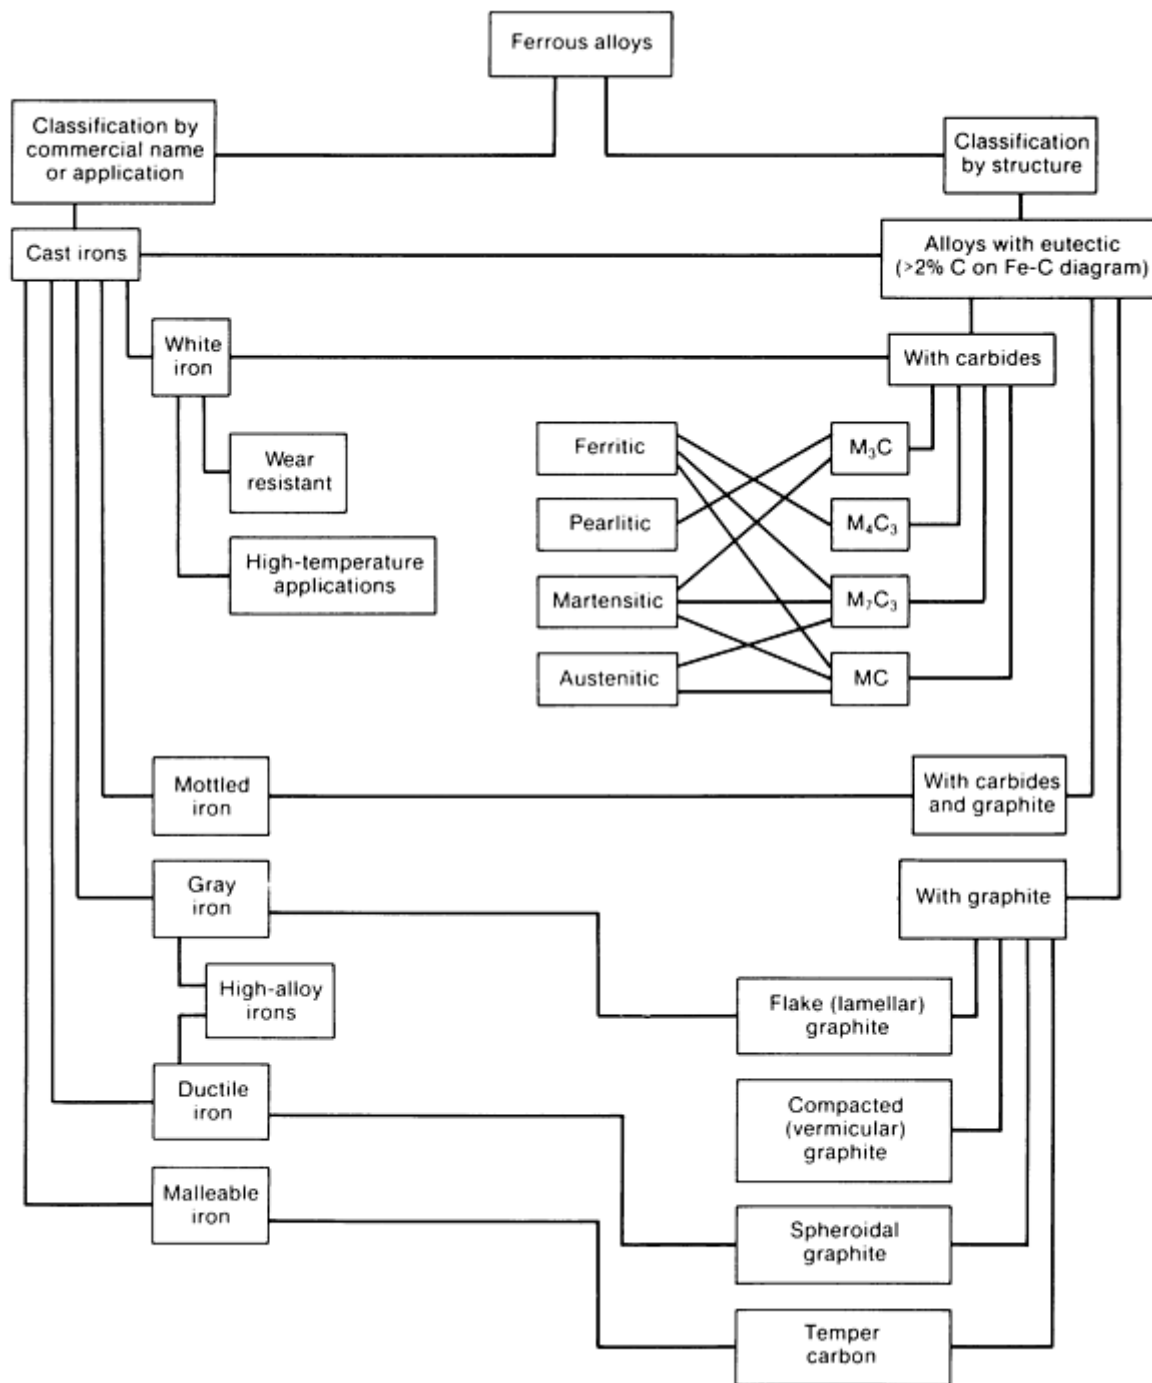 Ferrous alloys
Classification by
commercial name
or application
Classification
by structure
Cast irons
Alloys with eutectic
(>2% C on Fe-C diagram)
White
iron
With carbides
Wear
resistant
High-temperature
applications
Ferritic
M₃C
Pearlitic
M₄C₃
Martensitic
M₇C₃
Austenitic
MC
Mottled
iron
With carbides
and graphite
Gray
iron
With graphite
High-alloy
irons
Flake (lamellar)
graphite
Ductile
iron
Compacted
(vermicular)
graphite
Malleable
iron
Spheroidal
graphite
Temper
carbon